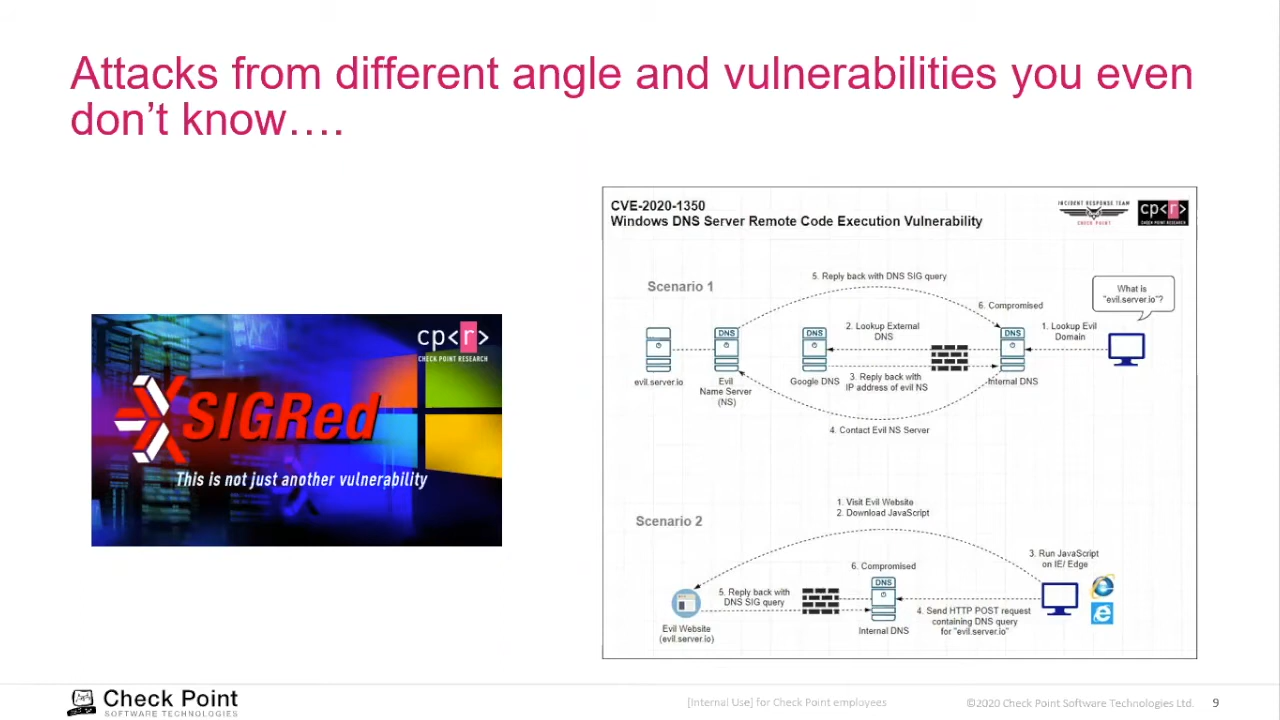 Attacks from different angle and vulnerabilities you even
don't know….
cp<r>
CHECK POINT RESEARCH
SIGRed
This is not just another vulnerability
CVE-2020-1350
Windows DNS Server Remote Code Execution Vulnerability
INCIDENT RESPONSE TEAM
CHECK POINT
cp<r>
CHECK POINT RESEARCH
Scenario 1
5. Reply back with DNS SIG query
6. Compromised
What is
"evil.server.io"?
DNS
DNS
2. Lookup External
DNS
DNS
1. Lookup Evil
Domain
evil.server.io
Evil
Name Server
(NS)
Google DNS
3. Reply back with
IP address of evil NS
Internal DNS
4. Contact Evil NS Server
Scenario 2
1. Visit Evil Website
2. Download JavaScript
3. Run JavaScript
on IE/ Edge
6. Compromised
DNS
5. Reply back with
DNS SIG query
4. Send HTTP POST request
containing DNS query
for "evil.server.io"
Evil Website
(evil.server.io)
Internal DNS
Check Point
SOFTWARE TECHNOLOGIES
[Internal Use] for Check Point employees
©2020 Check Point Software Technologies Ltd.
9